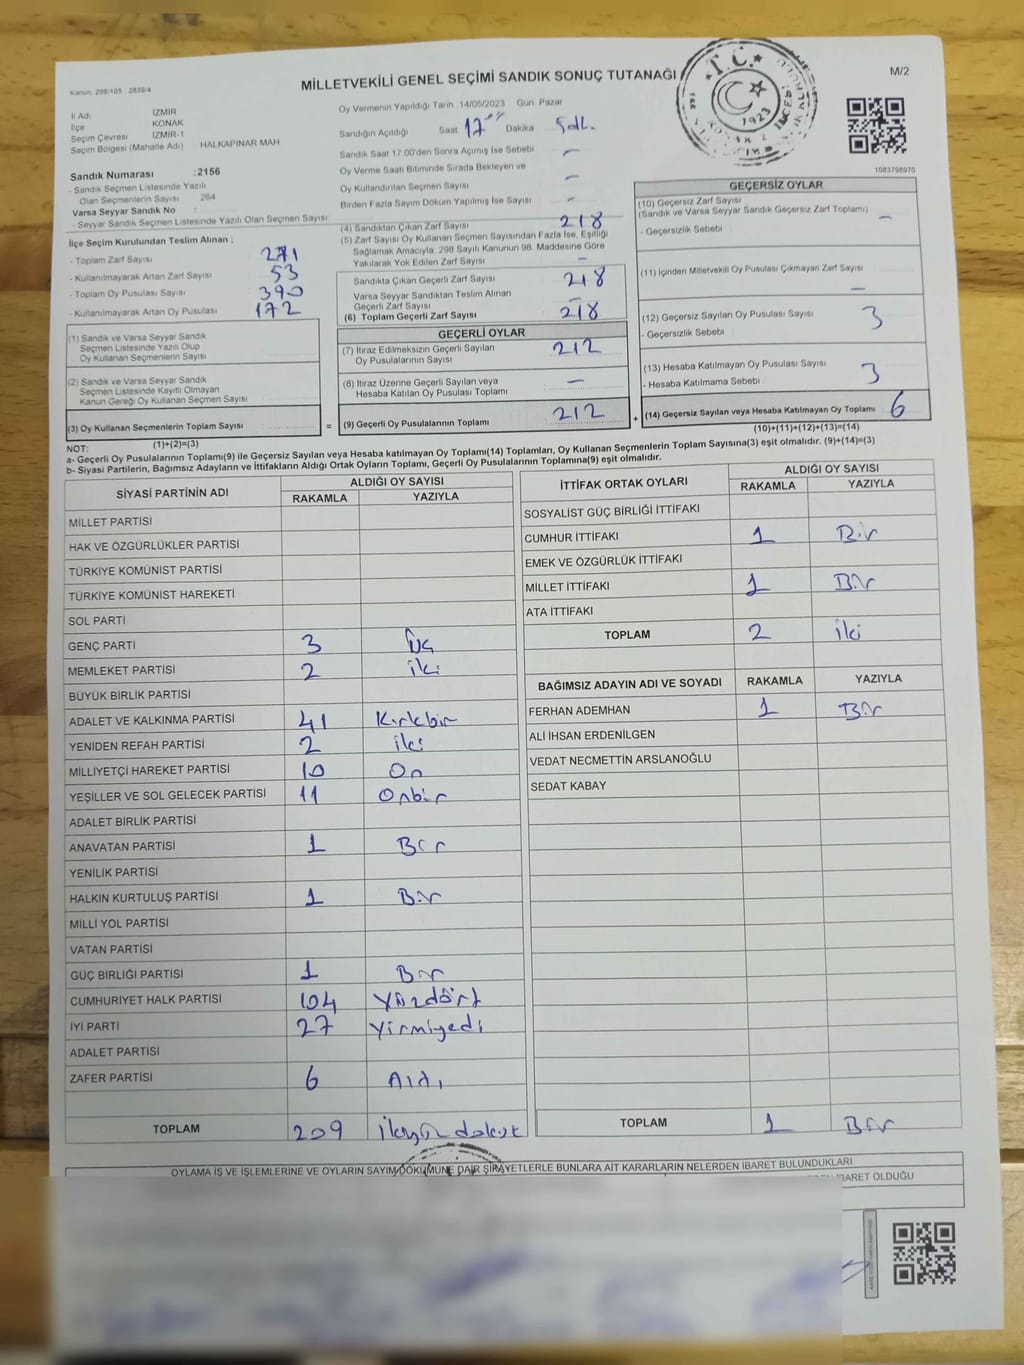 Kanun: 298/105 2839/4
MİLLETVEKİLİ GENEL SEÇİMİ SANDIK SONUÇ TUTANAĞI
M/2
T.C.
1923
İl Adı İZMİR
İlçe KONAK
Seçim Çevresi İZMİR-1
Seçim Bölgesi (Mahalle Adı) HALKAPINAR MAH
Sandık Numarası :2156
- Sandık Seçmen Listesinde Yazılı
Olan Seçmenlerin Sayısı 264
Varsa Seyyar Sandık No :
- Seyyar Sandık Seçmen Listesinde Yazılı Olan Seçmen Sayısı:
İlçe Seçim Kurulundan Teslim Alınan ;
- Toplam Zarf Sayısı 271
- Kullanılmayarak Artan Zarf Sayısı 53
- Toplam Oy Pusulası Sayısı 390
- Kullanılmayarak Artan Oy Pusulası 172
(1) Sandık ve Varsa Seyyar Sandık
Seçmen Listesinde Yazılı Olup
Oy Kullanan Seçmenlerin Sayısı
(2) Sandık ve Varsa Seyyar Sandık
Seçmen Listesinde Kayıtlı Olmayan
Kanun Gereği Oy Kullanan Seçmen Sayısı
(3) Oy Kullanan Seçmenlerin Toplam Sayısı
(1)+(2)=(3)
Oy Vermenin Yapıldığı Tarih 14/05/2023 Gün Pazar
Sandığın Açıldığı Saat 17 Dakika
Sandık Saat 17:00'den Sonra Açılmış İse Sebebi –
Oy Verme Saati Bitiminde Sırada Bekleyen ve
Oy Kullandırılan Seçmen Sayısı –
Birden Fazla Sayım Döküm Yapılmış İse Sayısı –
(4) Sandıktan Çıkan Zarf Sayısı 218
(5) Zarf Sayısı Oy Kullanan Seçmen Sayısından Fazla İse, Eşitliği
Sağlamak Amacıyla, 298 Sayılı Kanunun 98. Maddesine Göre
Yakılarak Yok Edilen Zarf Sayısı –
Sandıkta Çıkan Geçerli Zarf Sayısı 218
Varsa Seyyar Sandıktan Teslim Alınan
Geçerli Zarf Sayısı –
(6) Toplam Geçerli Zarf Sayısı 218
GEÇERLİ OYLAR
(7) İtiraz Edilmeksizin Geçerli Sayılan
Oy Pusulalarının Sayısı 212
(8) İtiraz Üzerine Geçerli Sayılan veya
Hesaba Katılan Oy Pusulası Toplamı –
= (9) Geçerli Oy Pusulalarının Toplamı 212 +
1083798970
GEÇERSİZ OYLAR
(10) Geçersiz Zarf Sayısı
(Sandık ve Varsa Seyyar Sandık Geçersiz Zarf Toplamı) –
- Geçersizlik Sebebi :
(11) İçinden Milletvekili Oy Pusulası Çıkmayan Zarf Sayısı
–
(12) Geçersiz Sayılan Oy Pusulası Sayısı 3
- Geçersizlik Sebebi :
(13) Hesaba Katılmayan Oy Pusulası Sayısı 3
- Hesaba Katılmama Sebebi :
(14) Geçersiz Sayılan veya Hesaba Katılmayan Oy Toplamı 6
(10)+(11)+(12)+(13)=(14)
NOT:
a- Geçerli Oy Pusulalarının Toplamı(9) ile Geçersiz Sayılan veya Hesaba Katılmayan Oy Toplamı(14) Toplamları, Oy Kullanan Seçmenlerin Toplam Sayısına(3) eşit olmalıdır. (9)+(14)=(3)
b- Siyasi Partilerin, Bağımsız Adayların ve İttifakların Aldığı Ortak Oyların Toplamı, Geçerli Oy Pusulalarının Toplamına(9) eşit olmalıdır.
SİYASİ PARTİNİN ADI ALDIĞI OY SAYISI
RAKAMLA YAZIYLA
MİLLET PARTİSİ
HAK VE ÖZGÜRLÜKLER PARTİSİ
TÜRKİYE KOMÜNİST PARTİSİ
TÜRKİYE KOMÜNİST HAREKETİ
SOL PARTİ
GENÇ PARTİ 3 Üç
MEMLEKET PARTİSİ 2 İki
BÜYÜK BİRLİK PARTİSİ
ADALET VE KALKINMA PARTİSİ 41 Kırkbir
YENİDEN REFAH PARTİSİ 2 iki
MİLLİYETÇİ HAREKET PARTİSİ 10 On
YEŞİLLER VE SOL GELECEK PARTİSİ 11 Onbir
ADALET BİRLİK PARTİSİ
ANAVATAN PARTİSİ 1 Bir
YENİLİK PARTİSİ
HALKIN KURTULUŞ PARTİSİ 1 Bir
MİLLİ YOL PARTİSİ
VATAN PARTİSİ
GÜÇ BİRLİĞİ PARTİSİ 1 Bir
CUMHURİYET HALK PARTİSİ 104 Yüzdört
İYİ PARTİ 27 Yirmiyedi
ADALET PARTİSİ
ZAFER PARTİSİ 6 Altı
TOPLAM 209 İkiyüz dokuz
İTTİFAK ORTAK OYLARI ALDIĞI OY SAYISI
RAKAMLA YAZIYLA
SOSYALİST GÜÇ BİRLİĞİ İTTİFAKI
CUMHUR İTTİFAKI 1 Bir
EMEK VE ÖZGÜRLÜK İTTİFAKI
MİLLET İTTİFAKI 1 Bir
ATA İTTİFAKI
TOPLAM 2 İki
BAĞIMSIZ ADAYIN ADI VE SOYADI RAKAMLA YAZIYLA
FERHAN ADEMHAN 1 Bir
ALİ İHSAN ERDENİLGEN
VEDAT NECMETTİN ARSLANOĞLU
SEDAT KABAY
TOPLAM 1 Bir
OYLAMA İŞ VE İŞLEMLERİNE VE OYLARIN SAYIM DÖKÜMÜNE DAİR ŞİKAYETLERLE BUNLARA AİT KARARLARIN NELERDEN İBARET BULUNDUKLARI
İBARET OLDUĞU